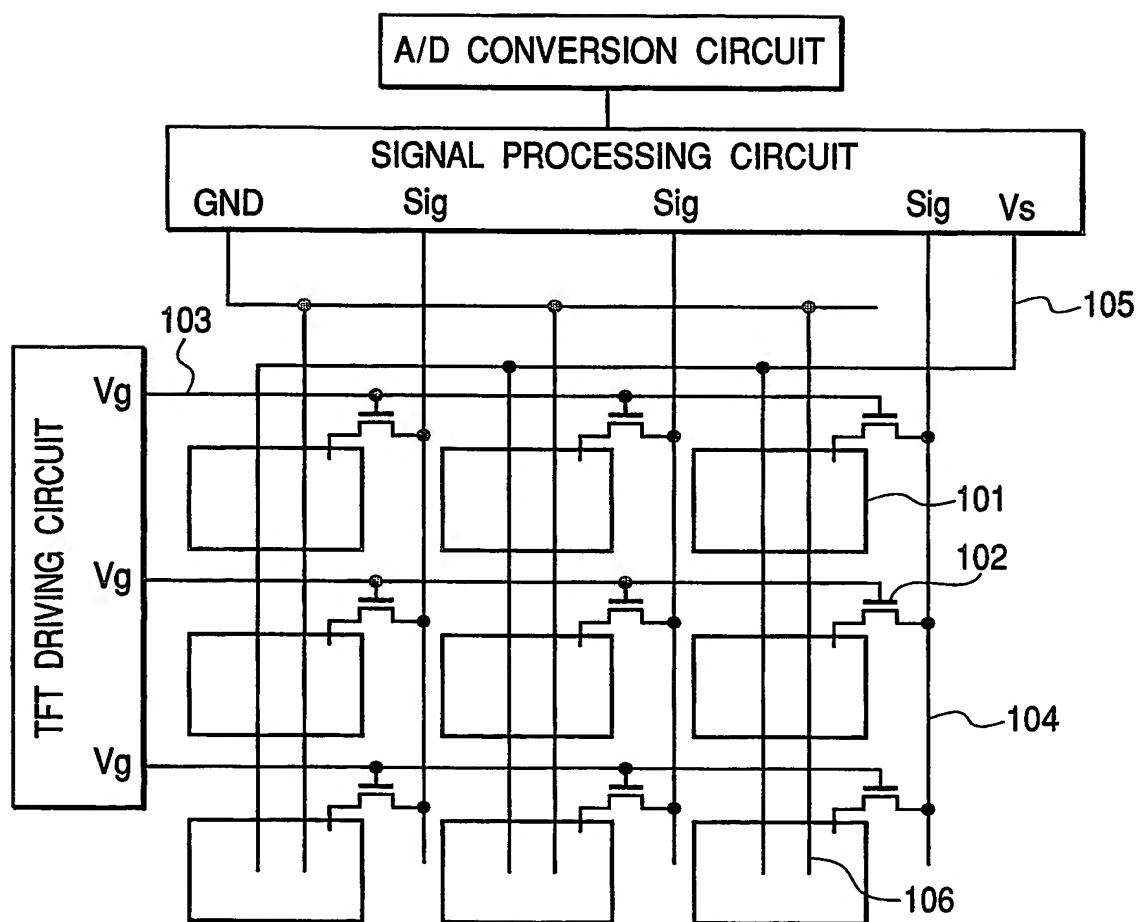 A/D CONVERSION CIRCUIT
SIGNAL PROCESSING CIRCUIT
GND Sig Sig Sig Vs
105
103
TFT DRIVING CIRCUIT
Vg
101
Vg
102
104
Vg
106